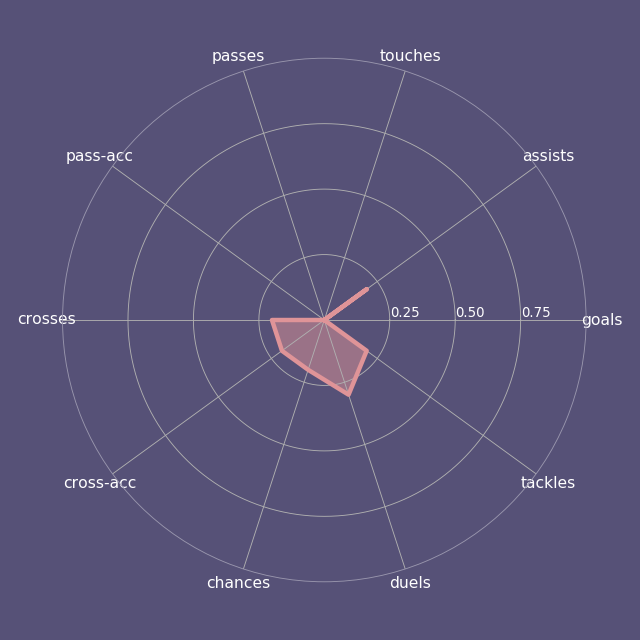 passes
touches
pass-acc
assists
crosses
0.25
0.50
0.75
goals
cross-acc
tackles
chances
duels